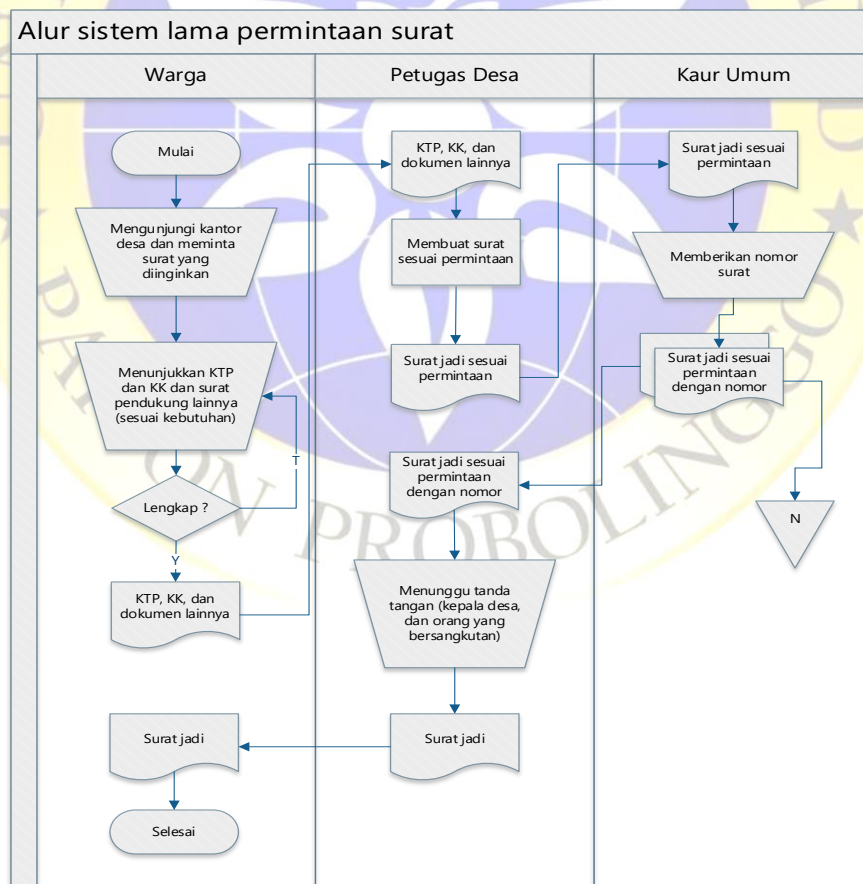 Alur sistem lama permintaan surat
Warga
Petugas Desa
Kaur Umum
Mulai
Mengunjungi kantor
desa dan meminta
surat yang
diinginkan
Menunjukkan KTP
dan KK dan surat
pendukung lainnya
(sesuai kebutuhan)
T
Lengkap ?
Y
KTP, KK, dan
dokumen lainnya
KTP, KK, dan
dokumen lainnya
Membuat surat
sesuai permintaan
Surat jadi sesuai
permintaan
Surat jadi sesuai
permintaan
Memberikan nomor
surat
Surat jadi sesuai
permintaan
dengan nomor
N
Surat jadi sesuai
permintaan
dengan nomor
Menunggu tanda
tangan (kepala desa,
dan orang yang
bersangkutan)
Surat jadi
Surat jadi
Selesai
PROBOLINGGO